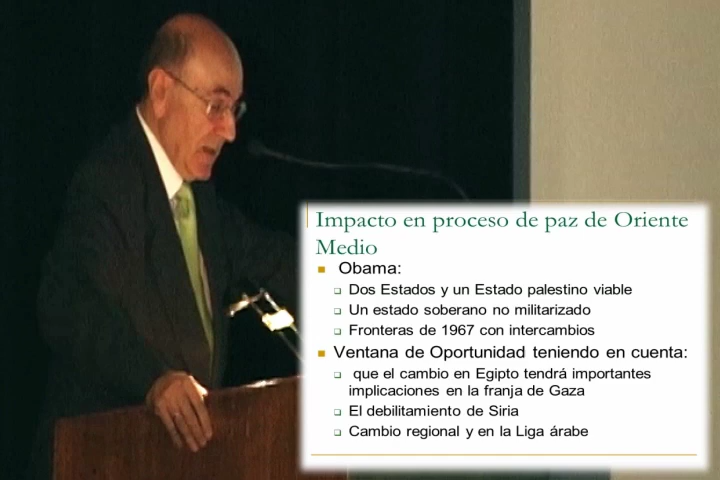 Impacto en proceso de paz de Oriente
Medio
Obama:
Dos Estados y un Estado palestino viable
Un estado soberano no militarizado
Fronteras de 1967 con intercambios
Ventana de Oportunidad teniendo en cuenta:
que el cambio en Egipto tendrá importantes
implicaciones en la franja de Gaza
El debilitamiento de Siria
Cambio regional y en la Liga árabe